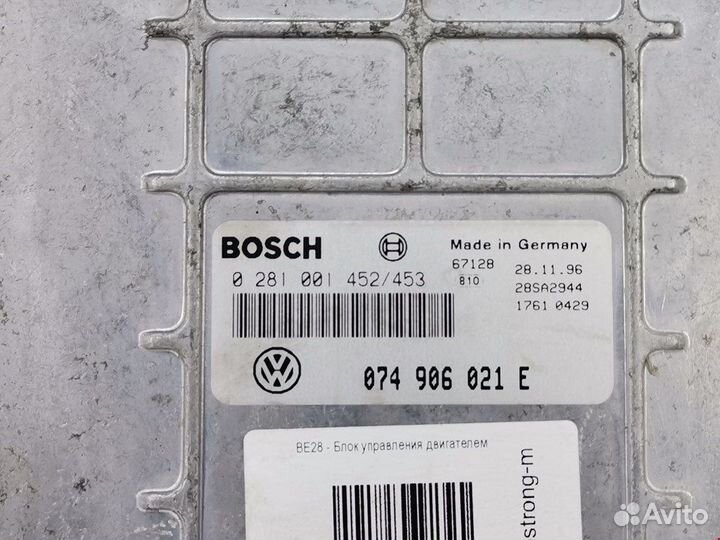 BOSCH
Made in Germany
0 281 001 452/453
67128
810
28.11.96
28SA2944
1761 0429
074 906 021 E
BE28 - Блок управления двигателем
strong-m
Avito